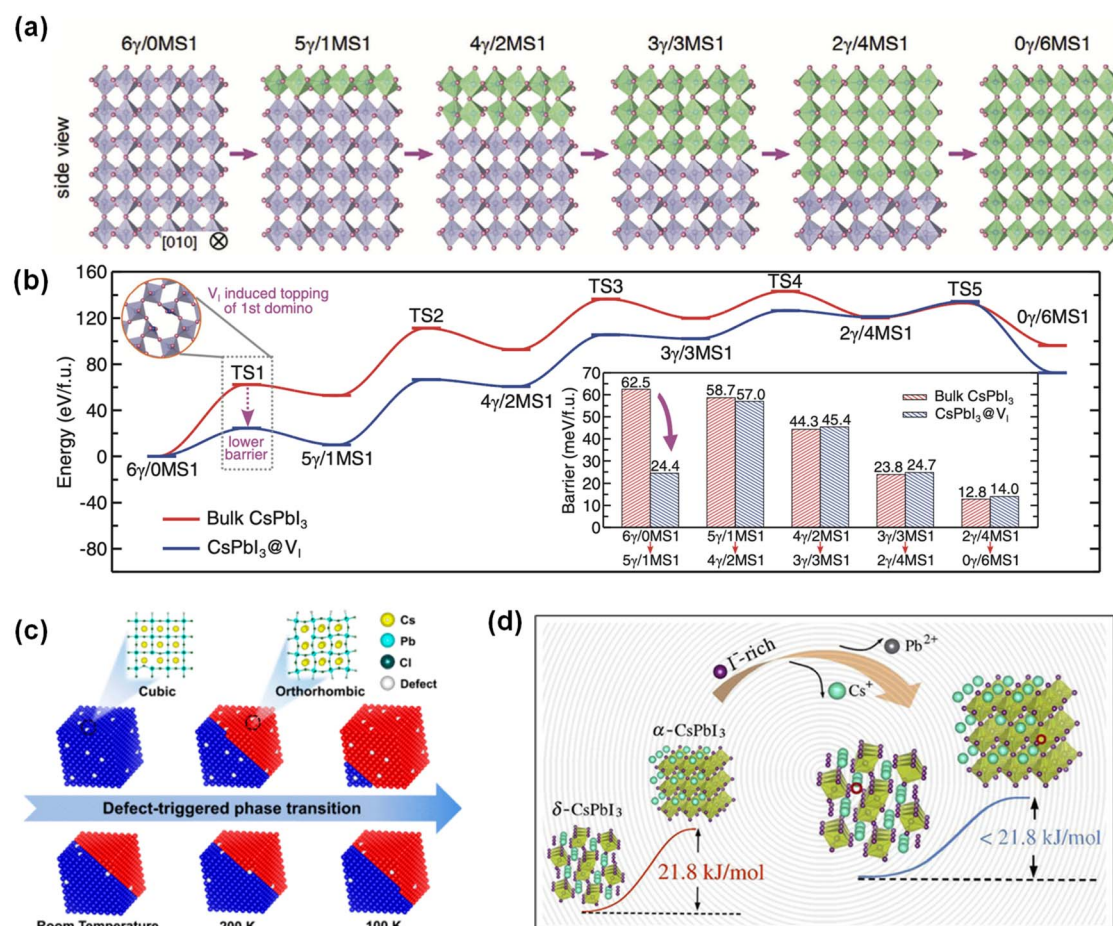 (a)
6γ/0MS1 5γ/1MS1 4γ/2MS1 3γ/3MS1 2γ/4MS1 0γ/6MS1
side view
[010]
(b)
160
120
80
40
0
-40
-80
Energy (eV/f.u.)
V_I induced topping
of 1st domino
TS1
TS2
TS3
TS4
TS5
lower
barrier
6γ/0MS1
5γ/1MS1
4γ/2MS1
3γ/3MS1
2γ/4MS1
0γ/6MS1
Bulk CsPbI₃
CsPbI₃@V_I
Barrier (meV/f.u.)
70
60
50
40
30
20
10
0
62.5
24.4
58.7
57.0
44.3
45.4
23.8
24.7
12.8
14.0
Bulk CsPbI₃
CsPbI₃@V_I
6γ/0MS1 5γ/1MS1 4γ/2MS1 3γ/3MS1 2γ/4MS1
5γ/1MS1 4γ/2MS1 3γ/3MS1 2γ/4MS1 0γ/6MS1
(c)
Cubic
Orthorhombic
Cs
Pb
Cl
Defect
Defect-triggered phase transition
Room Temperature 200 K 100 K
(d)
I⁻-rich
Pb²⁺
Cs⁺
α-CsPbI₃
δ-CsPbI₃
21.8 kJ/mol
< 21.8 kJ/mol